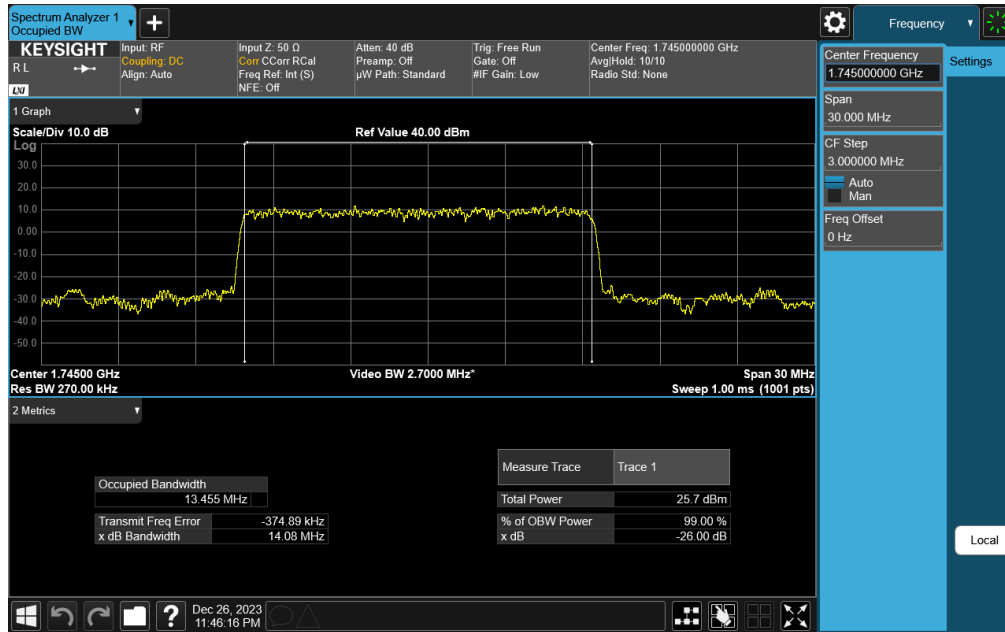 Spectrum Analyzer 1
Occupied BW
Frequency
KEYSIGHT
R L
LXI
Input: RF
Coupling: DC
Align: Auto
Input Z: 50 Ω
Corr CCorr RCal
Freq Ref: Int (S)
NFE: Off
Atten: 40 dB
Preamp: Off
µW Path: Standard
Trig: Free Run
Gate: Off
#IF Gain: Low
Center Freq: 1.745000000 GHz
Avg|Hold: 10/10
Radio Std: None
Center Frequency
1.745000000 GHz
Settings
Span
30.000 MHz
CF Step
3.000000 MHz
Auto
Man
Freq Offset
0 Hz
Local
1 Graph
Scale/Div 10.0 dB
Ref Value 40.00 dBm
Log
30.0
20.0
10.0
0.00
-10.0
-20.0
-30.0
-40.0
-50.0
Center 1.74500 GHz
Video BW 2.7000 MHz*
Span 30 MHz
Res BW 270.00 kHz
Sweep 1.00 ms (1001 pts)
2 Metrics
Occupied Bandwidth
13.455 MHz
Transmit Freq Error -374.89 kHz
x dB Bandwidth 14.08 MHz
Measure Trace Trace 1
Total Power 25.7 dBm
% of OBW Power 99.00 %
x dB -26.00 dB
Dec 26, 2023
11:46:16 PM